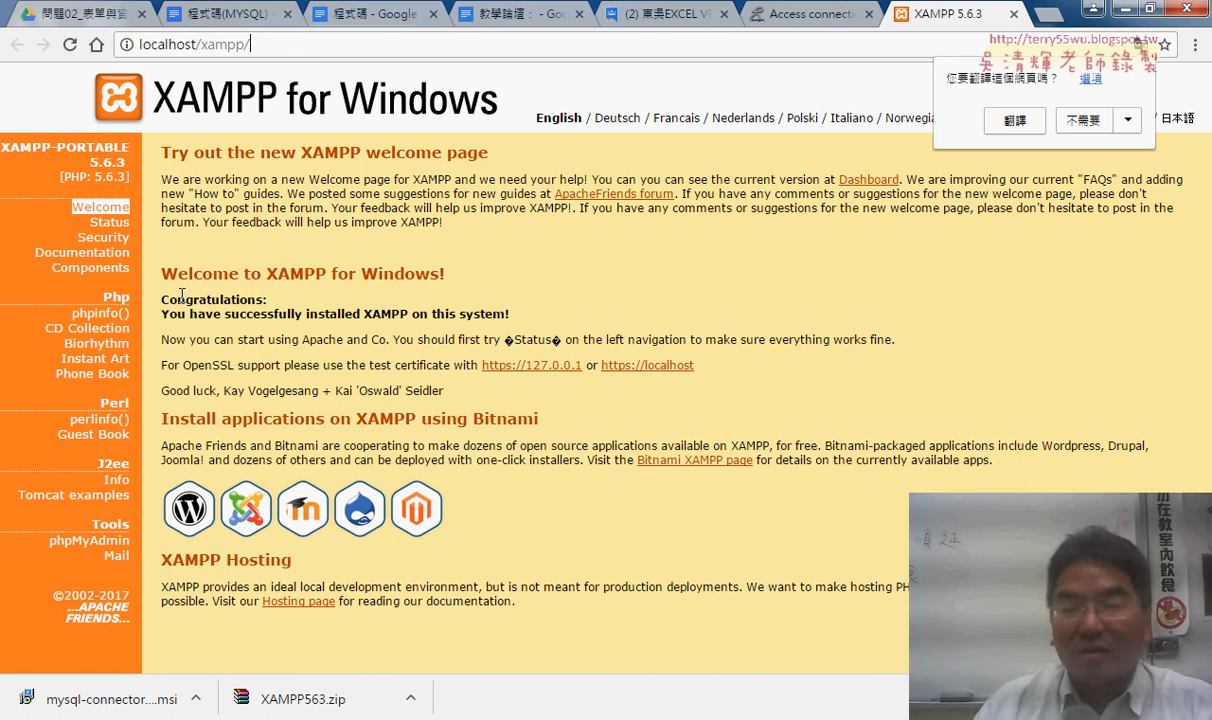 問題02_表單與資
程式碼(MYSQL) -
程式碼 - Google
教學論壇： - Go
(2) 東吳EXCEL VE
Access connecti
XAMPP 5.6.3
localhost/xampp/
http://terry55wu.blogspot.tw
吳清輝老師錄製
您要翻譯這個網頁嗎？ 選項
翻譯 不需要
XAMPP for Windows
English / Deutsch / Francais / Nederlands / Polski / Italiano / Norwegia
/ 日本語
XAMPP-PORTABLE
5.6.3
[PHP: 5.6.3]
Welcome
Status
Security
Documentation
Components
Php
phpinfo()
CD Collection
Biorhythm
Instant Art
Phone Book
Perl
perlinfo()
Guest Book
J2ee
Info
Tomcat examples
Tools
phpMyAdmin
Mail
©2002-2017
...APACHE
FRIENDS...
Try out the new XAMPP welcome page
We are working on a new Welcome page for XAMPP and we need your help! You can you can see the current version at Dashboard. We are improving our current "FAQs" and adding
new "How to" guides. We posted some suggestions for new guides at ApacheFriends forum. If you have any comments or suggestions for the new welcome page, please don't
hesitate to post in the forum. Your feedback will help us improve XAMPP!. If you have any comments or suggestions for the new welcome page, please don't hesitate to post in the
forum. Your feedback will help us improve XAMPP!
Welcome to XAMPP for Windows!
Congratulations:
You have successfully installed XAMPP on this system!
Now you can start using Apache and Co. You should first try �Status� on the left navigation to make sure everything works fine.
For OpenSSL support please use the test certificate with https://127.0.0.1 or https://localhost
Good luck, Kay Vogelgesang + Kai 'Oswald' Seidler
Install applications on XAMPP using Bitnami
Apache Friends and Bitnami are cooperating to make dozens of open source applications available on XAMPP, for free. Bitnami-packaged applications include Wordpress, Drupal,
Joomla! and dozens of others and can be deployed with one-click installers. Visit the Bitnami XAMPP page for details on the currently available apps.
XAMPP Hosting
XAMPP provides an ideal local development environment, but is not meant for production deployments. We want to make hosting PH
possible. Visit our Hosting page for reading our documentation.
勿在教室內飲食
mysql-connector....msi
XAMPP563.zip